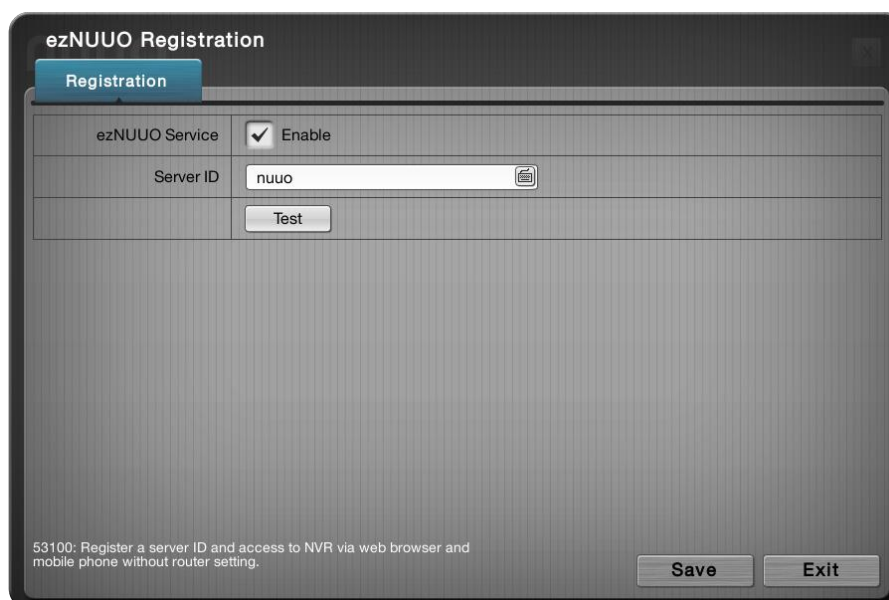 ezNUUO Registration
Registration
ezNUUO Service
Enable
Server ID
nuuo
Test
53100: Register a server ID and access to NVR via web browser and
mobile phone without router setting.
Save
Exit